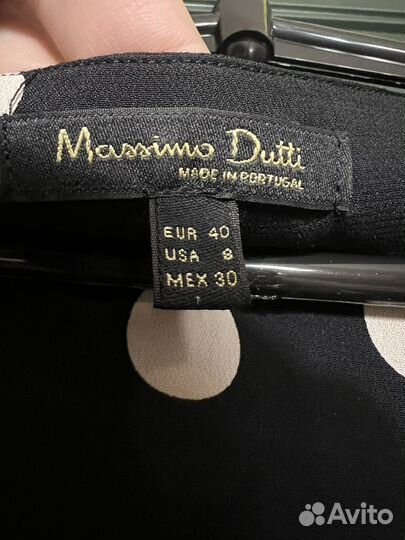 Massimo Dutti
MADE IN PORTUGAL
EUR 40
USA 8
MEX 30
Avito